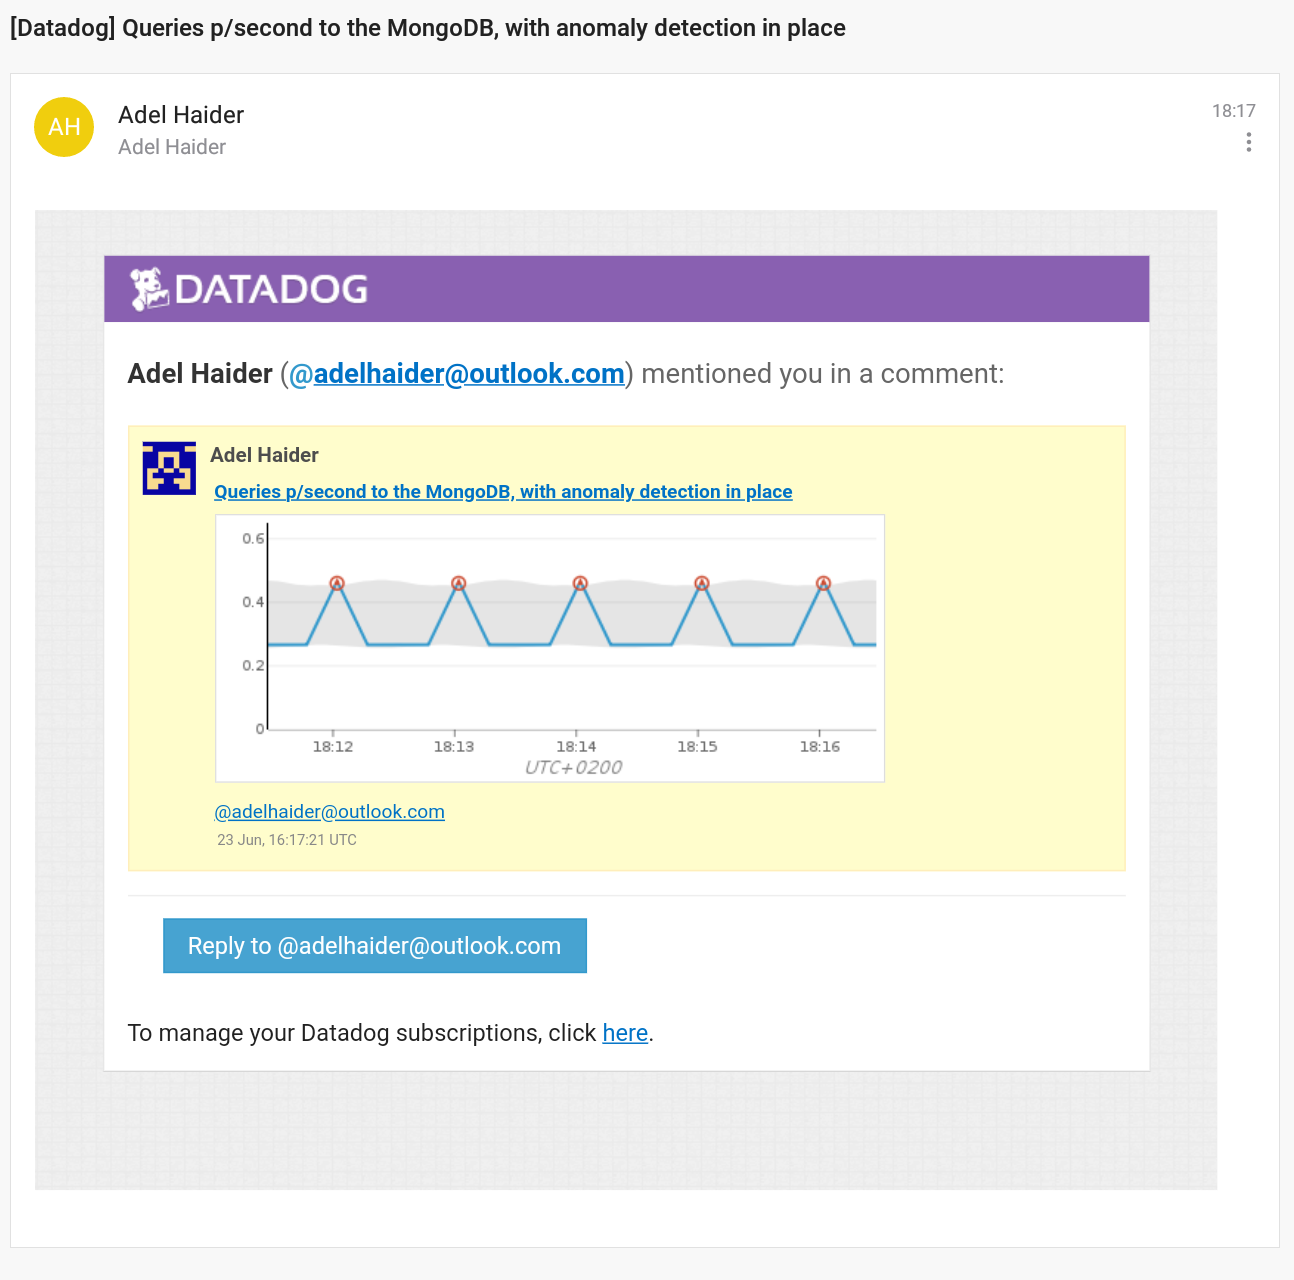 [Datadog] Queries p/second to the MongoDB, with anomaly detection in place
AH
Adel Haider
18:17
Adel Haider
DATADOG
Adel Haider (@adelhaider@outlook.com) mentioned you in a comment:
Adel Haider
Queries p/second to the MongoDB, with anomaly detection in place
0.6
0.4
0.2
0
18:12 18:13 18:14 18:15 18:16
UTC+0200
@adelhaider@outlook.com
23 Jun, 16:17:21 UTC
Reply to @adelhaider@outlook.com
To manage your Datadog subscriptions, click here.